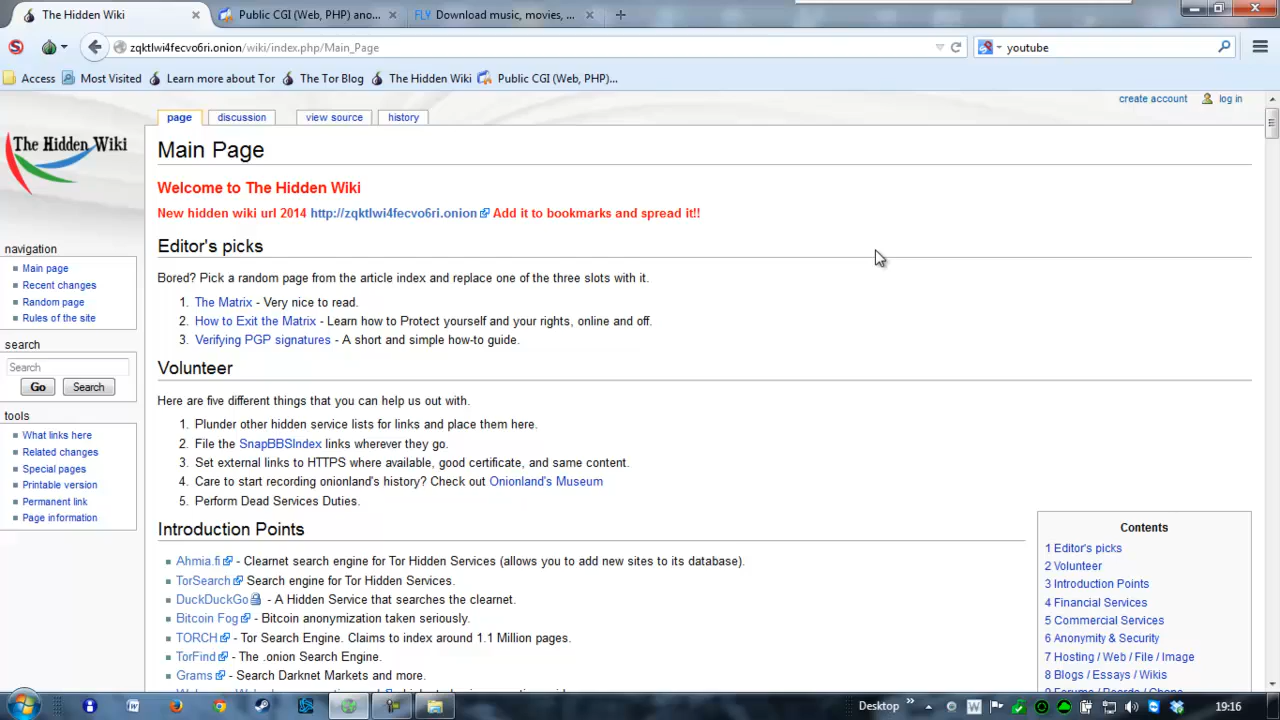 The Hidden Wiki
Public CGI (Web, PHP) ano...
FLY Download music, movies, ...
zqktlwi4fecvo6ri.onion/wiki/index.php/Main_Page
youtube
Access
Most Visited
Learn more about Tor
The Tor Blog
The Hidden Wiki
Public CGI (Web, PHP)...
create account
log in
page
discussion
view source
history
The Hidden Wiki
Main Page
Welcome to The Hidden Wiki
New hidden wiki url 2014 http://zqktlwi4fecvo6ri.onion Add it to bookmarks and spread it!!
navigation
Main page
Recent changes
Random page
Rules of the site
search
Search
Go
Search
tools
What links here
Related changes
Special pages
Printable version
Permanent link
Page information
Editor's picks
Bored? Pick a random page from the article index and replace one of the three slots with it.
1. The Matrix - Very nice to read.
2. How to Exit the Matrix - Learn how to Protect yourself and your rights, online and off.
3. Verifying PGP signatures - A short and simple how-to guide.
Volunteer
Here are five different things that you can help us out with.
1. Plunder other hidden service lists for links and place them here.
2. File the SnapBBSIndex links wherever they go.
3. Set external links to HTTPS where available, good certificate, and same content.
4. Care to start recording onionland's history? Check out Onionland's Museum
5. Perform Dead Services Duties.
Introduction Points
Ahmia.fi - Clearnet search engine for Tor Hidden Services (allows you to add new sites to its database).
TorSearch Search engine for Tor Hidden Services.
DuckDuckGo - A Hidden Service that searches the clearnet.
Bitcoin Fog - Bitcoin anonymization taken seriously.
TORCH - Tor Search Engine. Claims to index around 1.1 Million pages.
TorFind - The .onion Search Engine.
Grams - Search Darknet Markets and more.
Contents
1 Editor's picks
2 Volunteer
3 Introduction Points
4 Financial Services
5 Commercial Services
6 Anonymity & Security
7 Hosting / Web / File / Image
8 Blogs / Essays / Wikis
Desktop
19:16